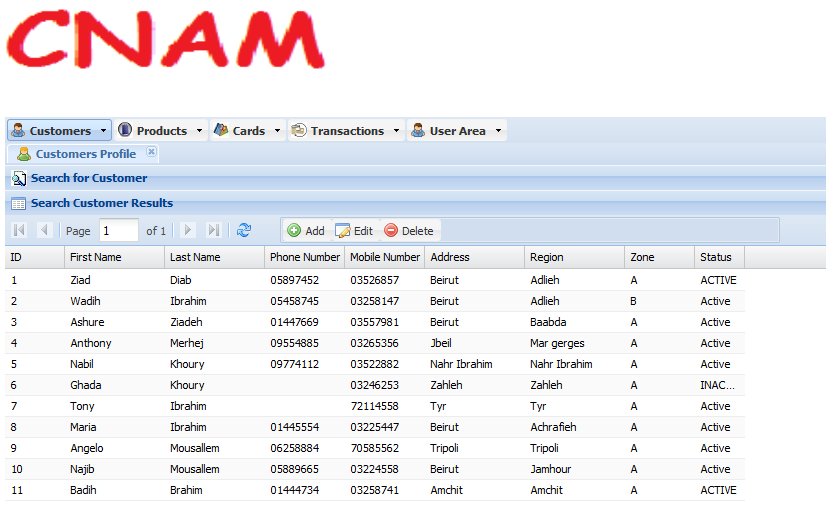 CNAM
Customers Products Cards Transactions User Area
Customers Profile
Search for Customer
Search Customer Results
Page 1 of 1 Add Edit Delete
ID First Name Last Name Phone Number Mobile Number Address Region Zone Status
1 Ziad Diab 05897452 03526857 Beirut Adlieh A ACTIVE
2 Wadih Ibrahim 05458745 03258147 Beirut Adlieh B Active
3 Ashure Ziadeh 01447669 03557981 Beirut Baabda A Active
4 Anthony Merhej 09554885 03265356 Jbeil Mar gerges A Active
5 Nabil Khoury 09774112 03522882 Nahr Ibrahim Nahr Ibrahim A Active
6 Ghada Khoury 03246253 Zahleh Zahleh A INAC...
7 Tony Ibrahim 72114558 Tyr Tyr A Active
8 Maria Ibrahim 01445554 03225447 Beirut Achrafieh A Active
9 Angelo Mousallem 06258884 70585562 Tripoli Tripoli A Active
10 Najib Mousallem 05889665 03224558 Beirut Jamhour A Active
11 Badih Brahim 01444734 03258741 Amchit Amchit A ACTIVE